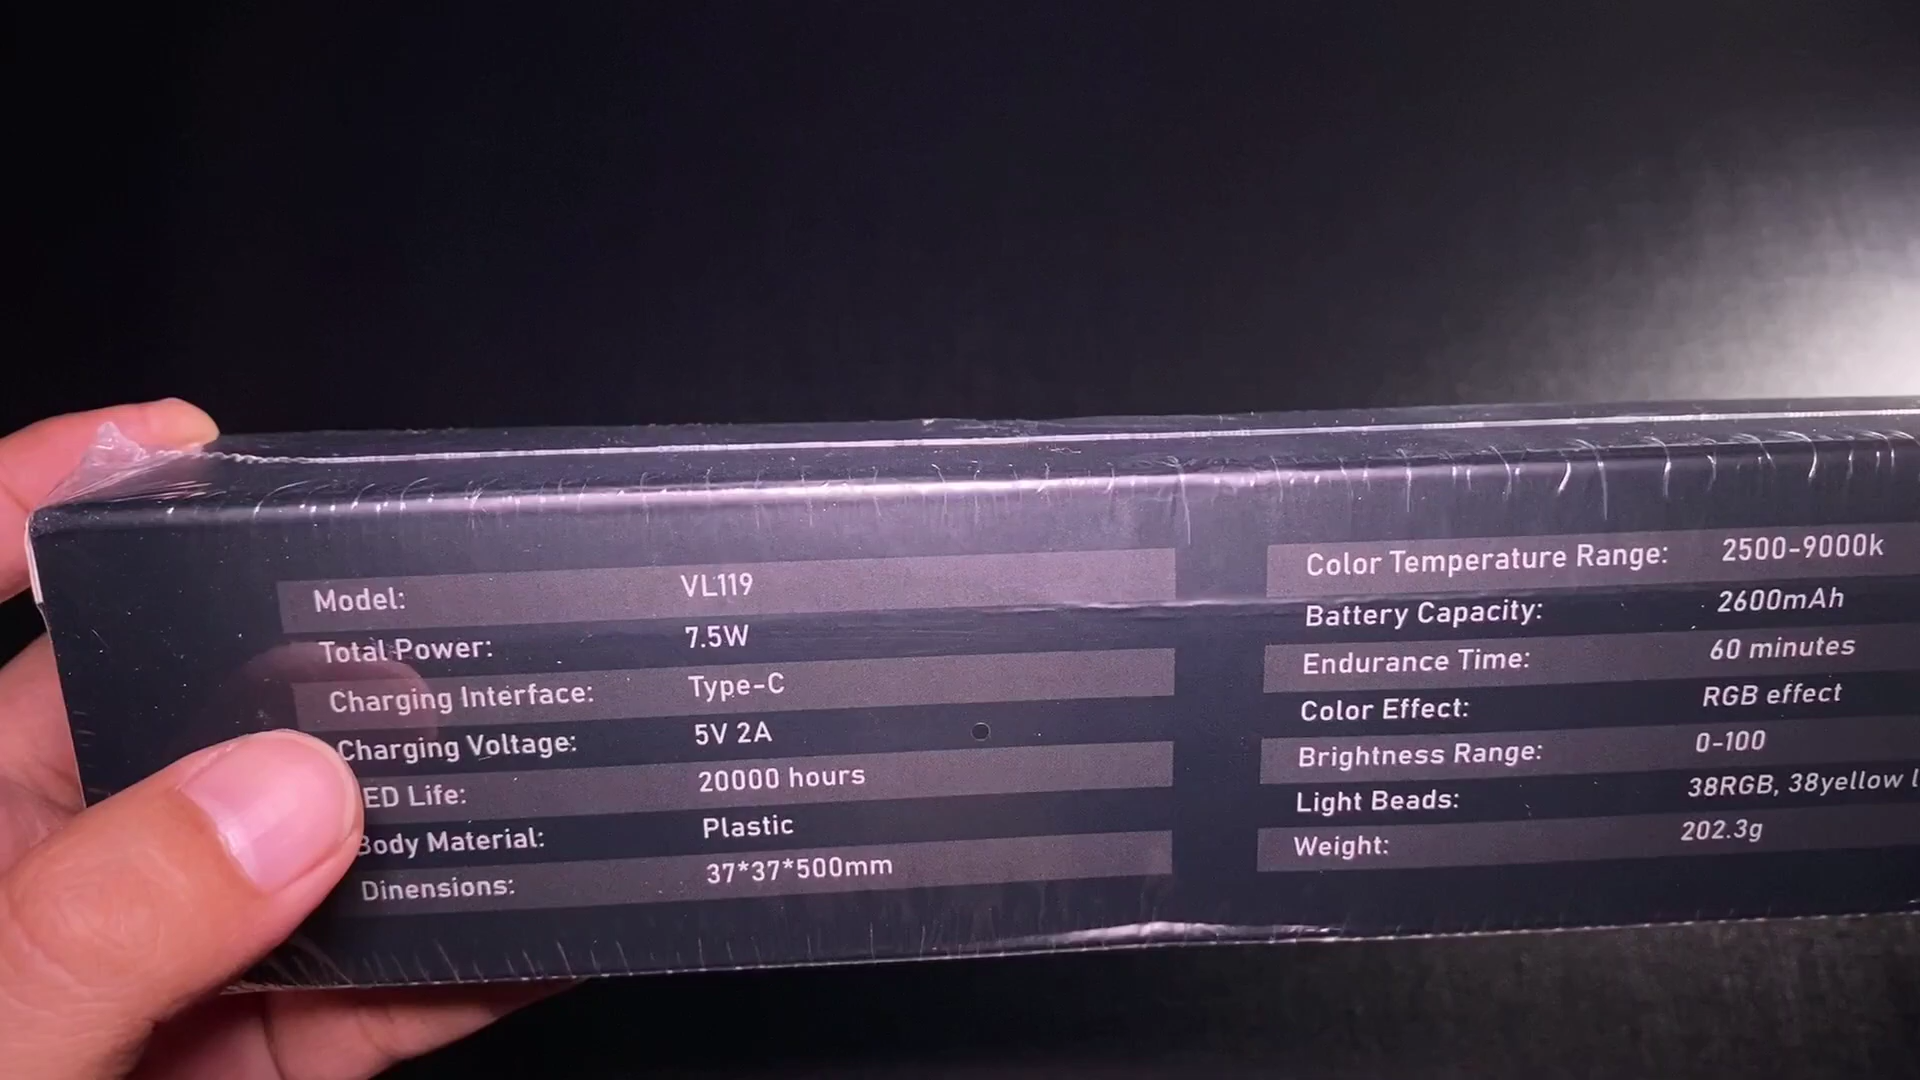 Model: VL119
Total Power: 7.5W
Charging Interface: Type-C
Charging Voltage: 5V 2A
ED Life: 20000 hours
Body Material: Plastic
Dinensions: 37*37*500mm
Color Temperature Range: 2500-9000k
Battery Capacity: 2600mAh
Endurance Time: 60 minutes
Color Effect: RGB effect
Brightness Range: 0-100
Light Beads: 38RGB, 38yellow
Weight: 202.3g